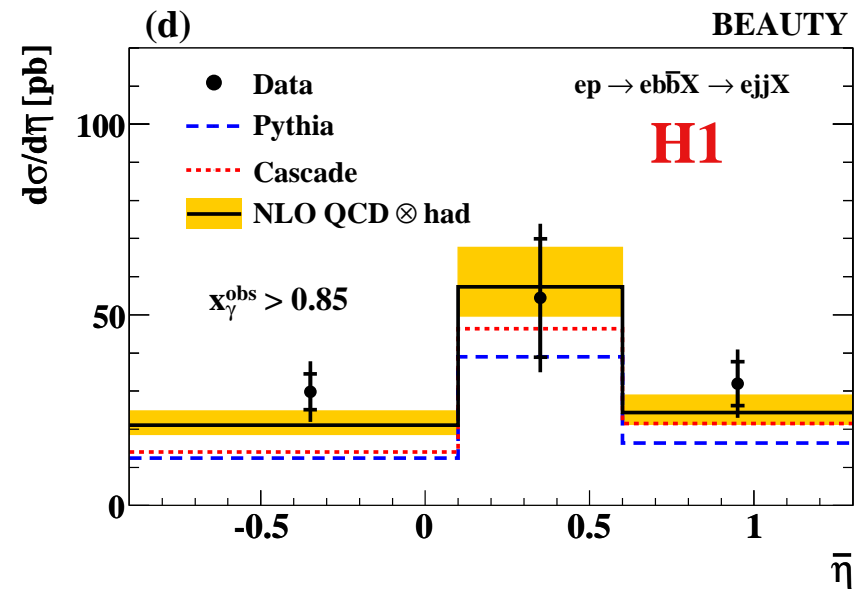 (d) BEAUTY
dσ/dη̅ [pb]
Data
Pythia
Cascade
NLO QCD ⊗ had
ep → ebb̅X → ejjX
H1
x_γ^obs > 0.85
100
50
0
-0.5 0 0.5 1
η̅